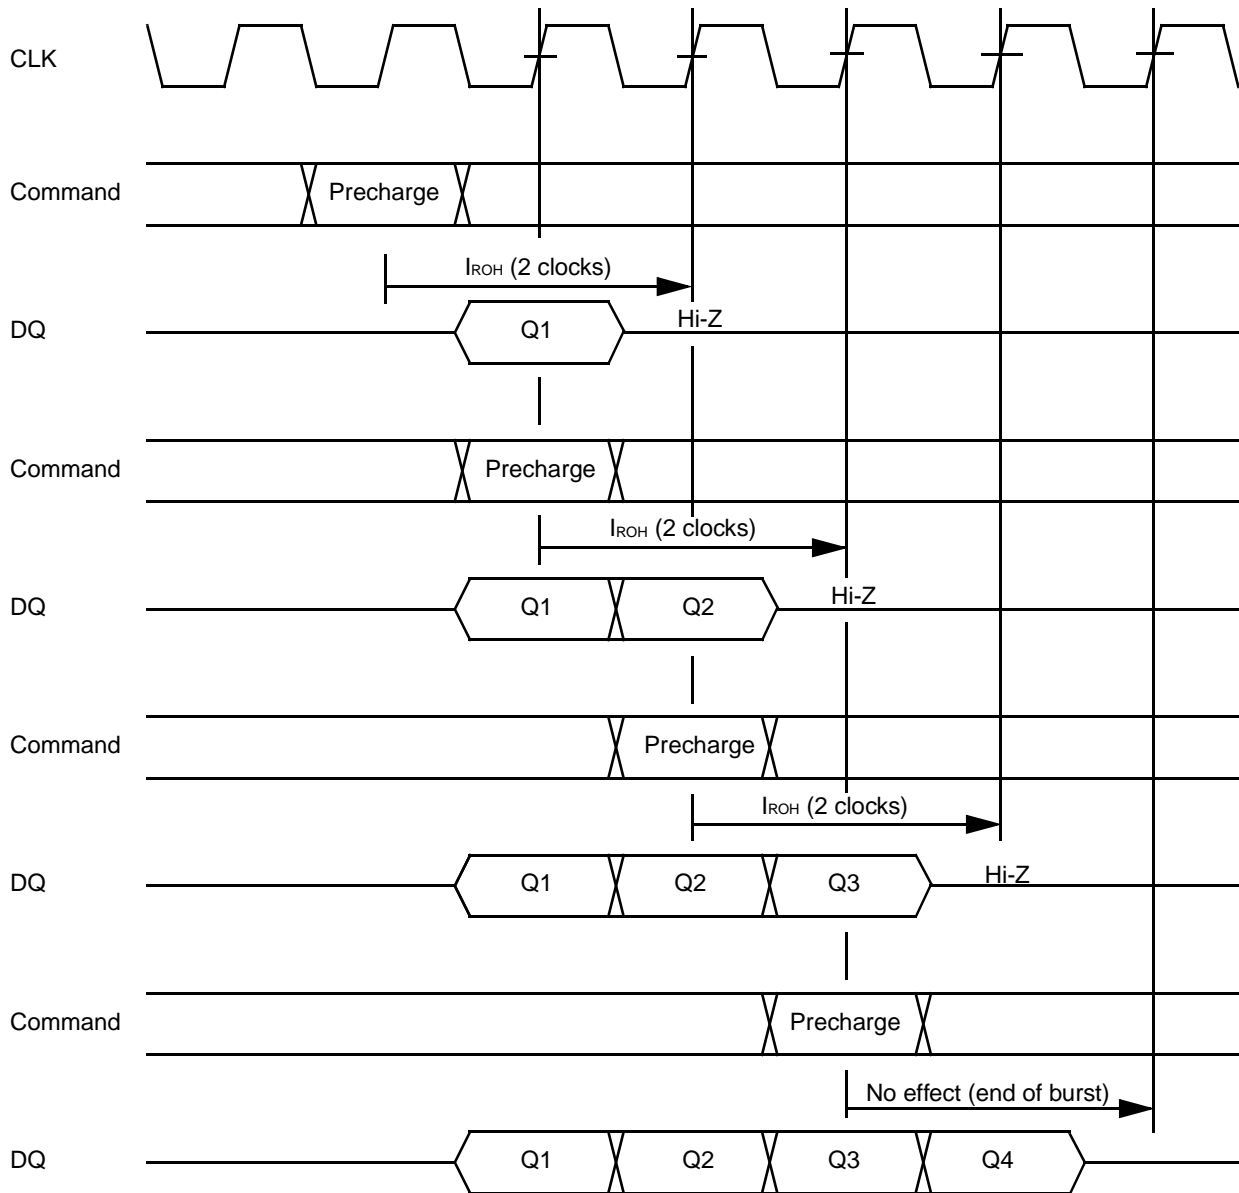 CLK
Command
Precharge
IROH (2 clocks)
DQ
Q1
Hi-Z
Command
Precharge
IROH (2 clocks)
DQ
Q1
Q2
Hi-Z
Command
Precharge
IROH (2 clocks)
DQ
Q1
Q2
Q3
Hi-Z
Command
Precharge
No effect (end of burst)
DQ
Q1
Q2
Q3
Q4